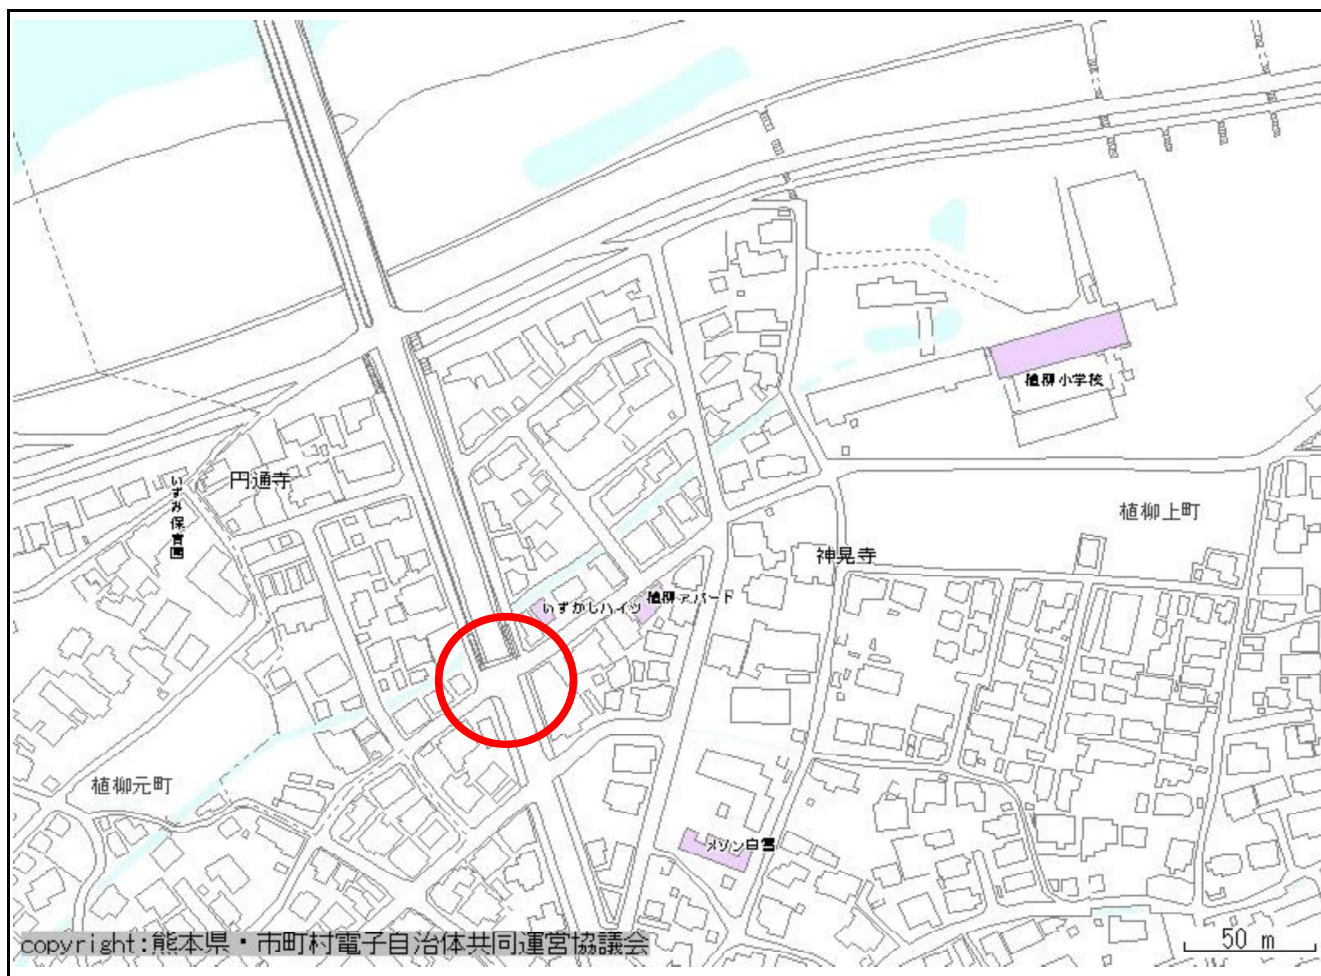 植柳小学校
円通寺
いずみ保育園
植柳上町
神晃寺
いずかしハイツ
植柳アパート
植柳元町
メゾン白雪
copyright:熊本県・市町村電子自治体共同運営協議会
50 m